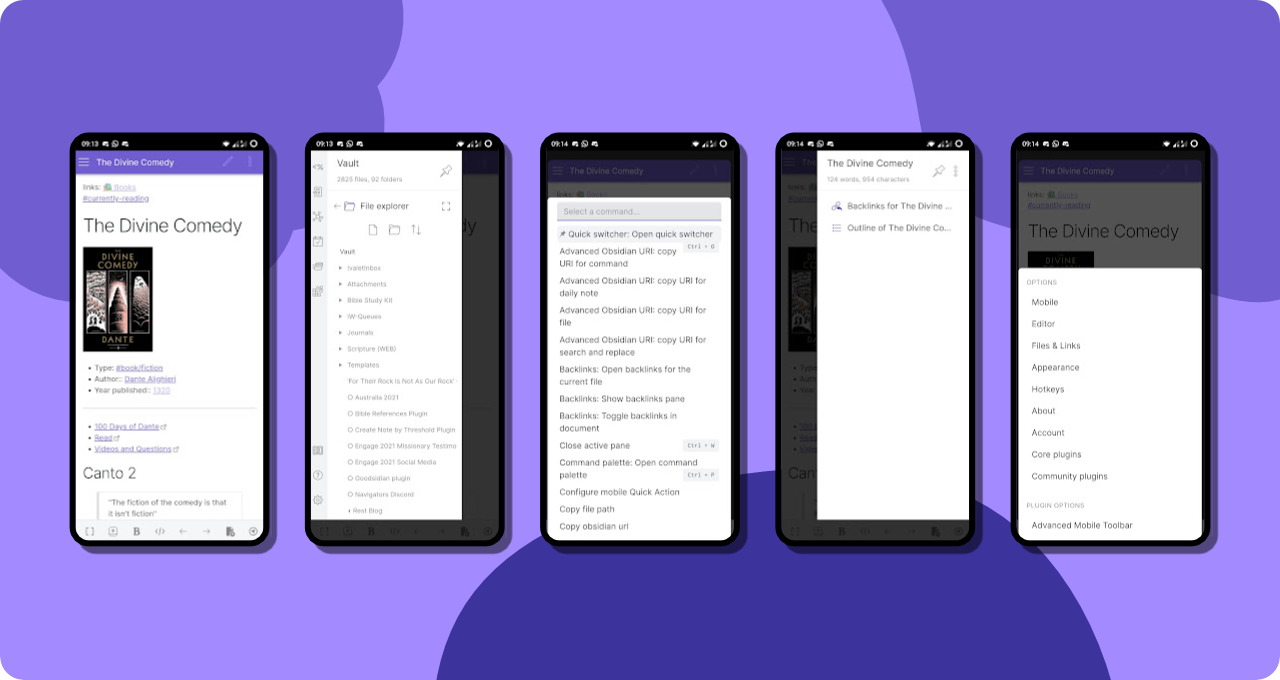 09:13
The Divine Comedy
links: 📚 Books
#currently-reading
The Divine Comedy
THE
DIVINE
COMEDY
DANTE
• Type: #book/fiction
• Author:: Dante Alighieri
• Year published:: 1320
• 100 Days of Dante
• Read
• Videos and Questions
Canto 2
"The fiction of the comedy is that
it isn't fiction"
B
09:13
Vault
2825 files, 92 folders
File explorer
Vault
Attachments
Bible Study Kit
IW-Queues
Journals
Scripture (WEB)
Templates
'For Their Rock Is Not As Our Rock'
Australia 2021
Bible References Plugin
Create Note by Threshold Plugin
Engage 2021 Missionary Testimo
Engage 2021 Social Media
Goodsidian plugin
Navigators Discord
Rest Blog
B
09:14
The Divine Comedy
links: 📚 Books
Select a command...
Quick switcher: Open quick switcher
Ctrl + O
Advanced Obsidian URI: copy
URI for command
Advanced Obsidian URI: copy URI for
daily note
Advanced Obsidian URI: copy URI for
file
Advanced Obsidian URI: copy URI for
search and replace
Backlinks: Open backlinks for the
current file
Backlinks: Show backlinks pane
Backlinks: Toggle backlinks in
document
Close active pane
Ctrl + W
Command palette: Open command
palette
Ctrl + P
Configure mobile Quick Action
Copy file path
Copy obsidian url
09:14
The Divine Comedy
124 words, 954 characters
Backlinks for The Divine ...
Outline of The Divine Co...
The D
• Type:
• Author
• Year p
• 100 D
• Read
• Video
Canto
B
09:14
The Divine Comedy
links: 📚 Books
#currently-reading
The Divine Comedy
DIVINE
OPTIONS
Mobile
Editor
Files & Links
Appearance
Hotkeys
About
Account
Core plugins
Community plugins
PLUGIN OPTIONS
Advanced Mobile Toolbar